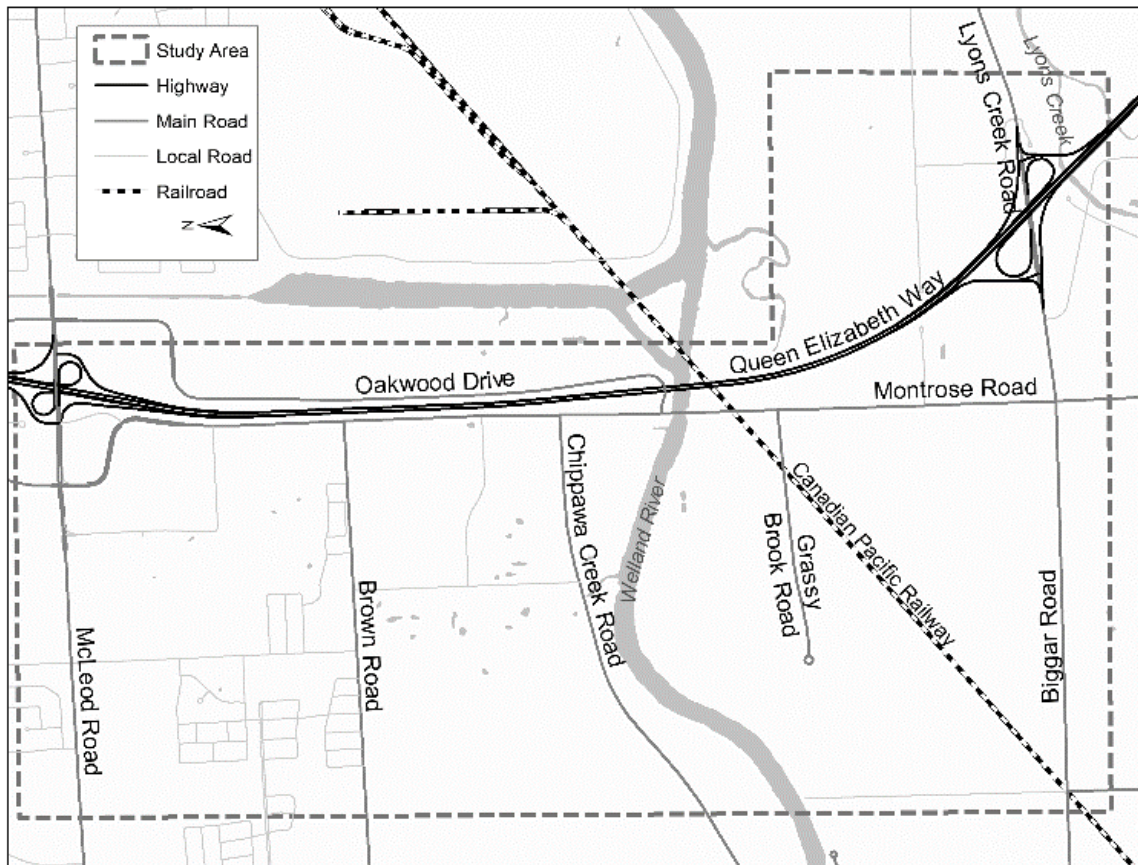 Study Area
Highway
Main Road
Local Road
Railroad
N
Lyons Creek Road
Lyons Creek
Queen Elizabeth Way
Oakwood Drive
Montrose Road
Chippawa Creek Road
Welland River
Canadian Pacific Railway
Grassy
Brook Road
Biggar Road
Brown Road
McLeod Road